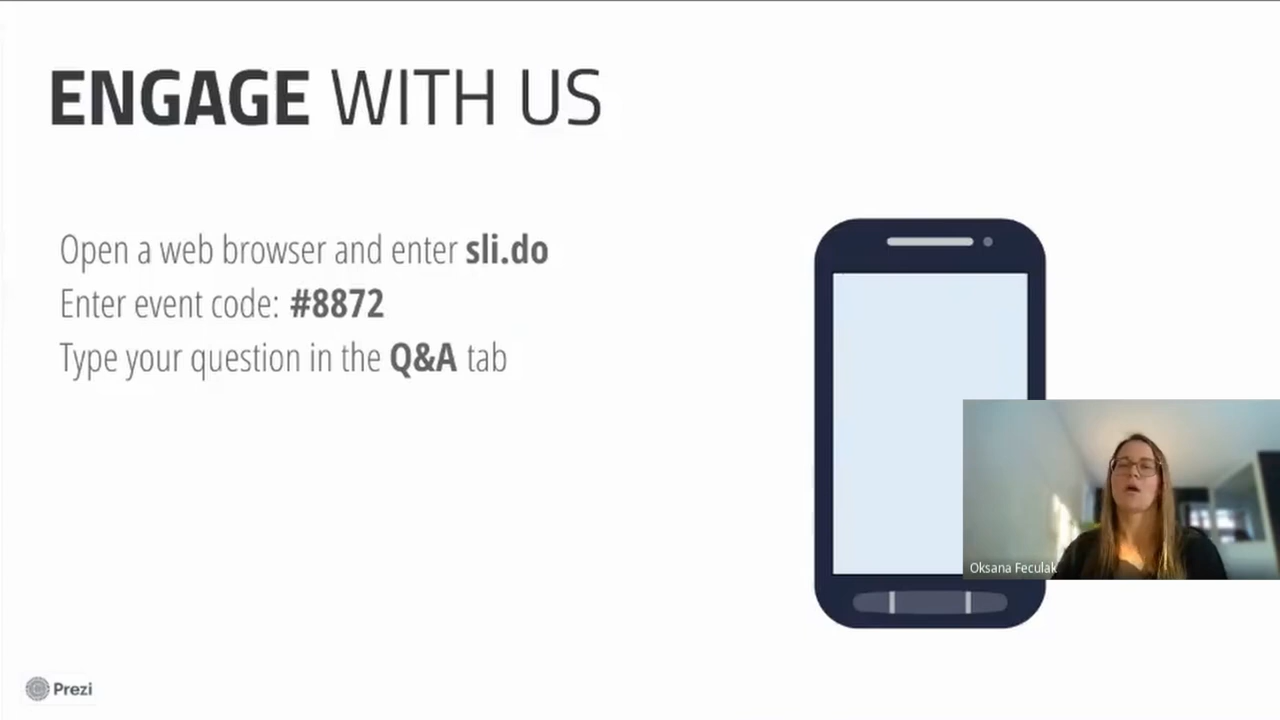 ENGAGE WITH US
Open a web browser and enter sli.do
Enter event code: #8872
Type your question in the Q&A tab
Oksana Feculak
Prezi